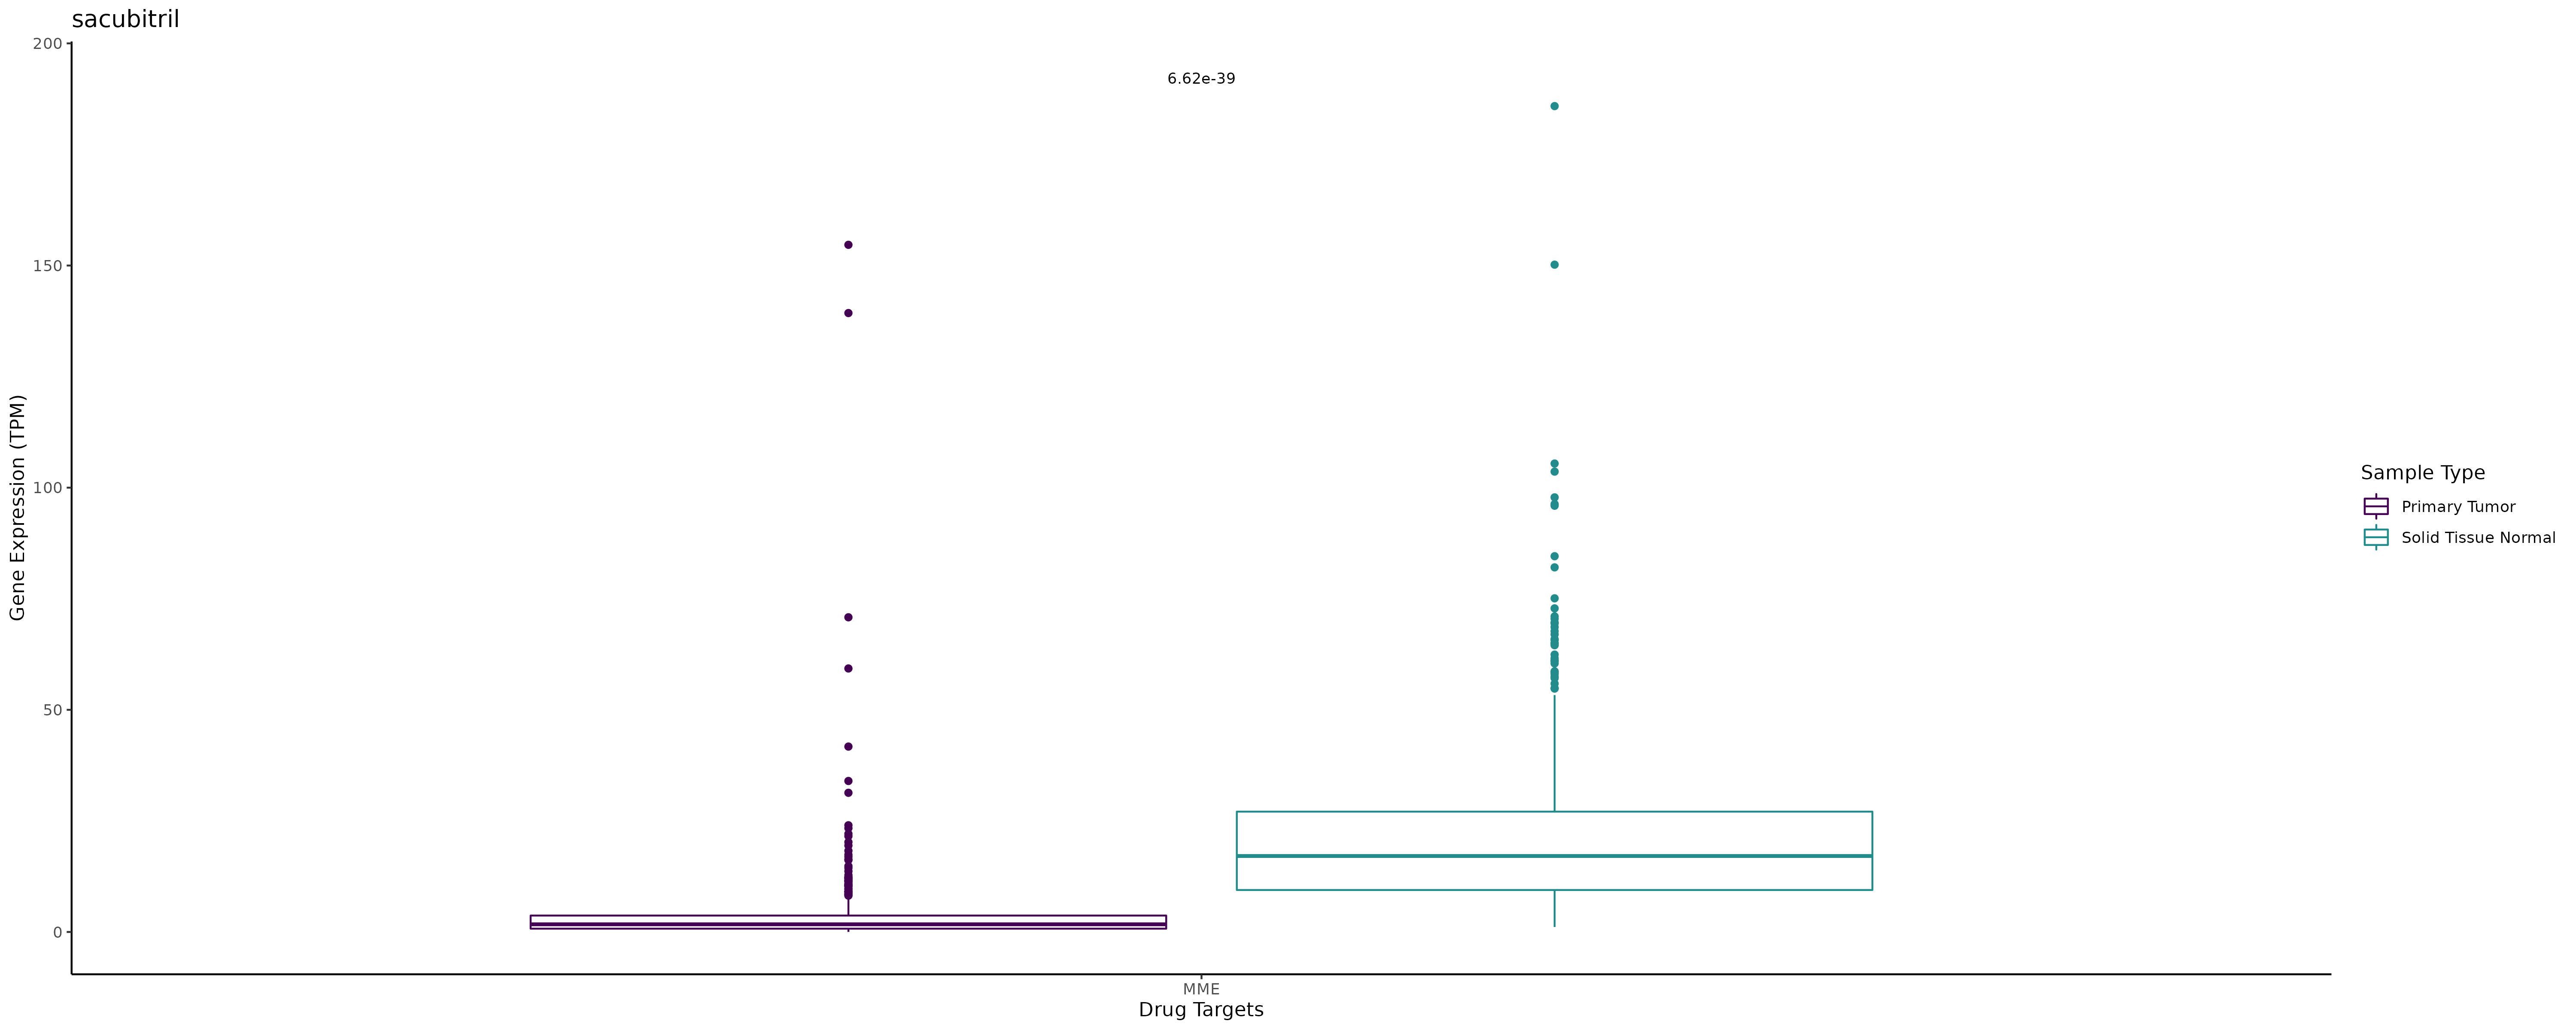 sacubitril
200
6.62e-39
150
100
50
0
Gene Expression (TPM)
MME
Drug Targets
Sample Type
Primary Tumor
Solid Tissue Normal